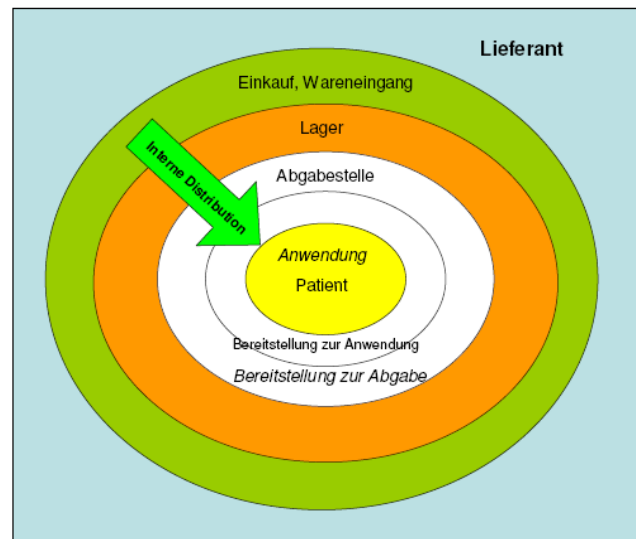 Lieferant
Einkauf, Wareneingang
Lager
Interne Distribution
Abgabestelle
Anwendung
Patient
Bereitstellung zur Anwendung
Bereitstellung zur Abgabe